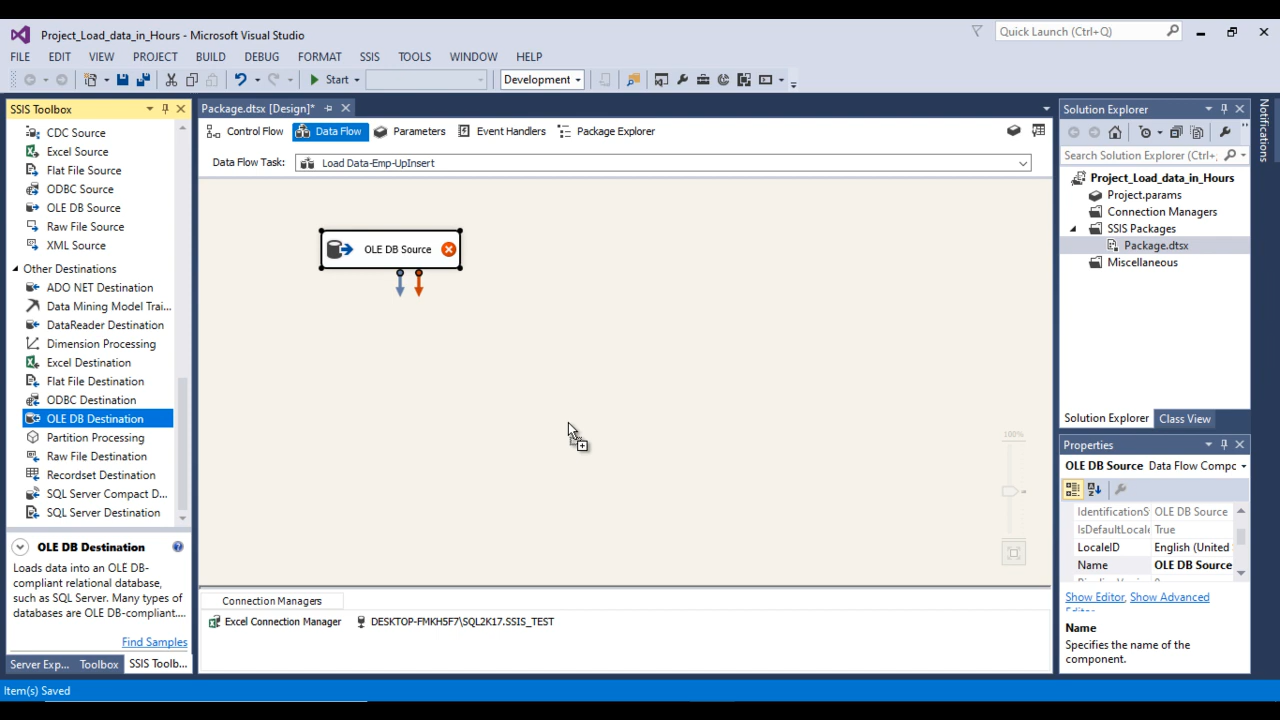 Project_Load_data_in_Hours - Microsoft Visual Studio
Quick Launch (Ctrl+Q)
FILE EDIT VIEW PROJECT BUILD DEBUG FORMAT SSIS TOOLS WINDOW HELP
Start Development
SSIS Toolbox
CDC Source
Excel Source
Flat File Source
ODBC Source
OLE DB Source
Raw File Source
XML Source
Other Destinations
ADO NET Destination
Data Mining Model Trai...
DataReader Destination
Dimension Processing
Excel Destination
Flat File Destination
ODBC Destination
OLE DB Destination
Partition Processing
Raw File Destination
Recordset Destination
SQL Server Compact D...
SQL Server Destination
OLE DB Destination
Loads data into an OLE DB-
compliant relational database,
such as SQL Server. Many types of
databases are OLE DB-compliant....
Find Samples
Server Exp... Toolbox SSIS Toolb...
Package.dtsx [Design]*
Control Flow Data Flow Parameters Event Handlers Package Explorer
Data Flow Task: Load Data-Emp-UpInsert
OLE DB Source
100%
Connection Managers
Excel Connection Manager DESKTOP-FMKH5F7\SQL2K17.SSIS_TEST
Solution Explorer
Search Solution Explorer (Ctrl+;
Project_Load_data_in_Hours
Project.params
Connection Managers
SSIS Packages
Package.dtsx
Miscellaneous
Solution Explorer Class View
Properties
OLE DB Source Data Flow Compc
IdentificationS OLE DB Source
IsDefaultLocale True
LocaleID English (United
Name OLE DB Source
Show Editor, Show Advanced
Name
Specifies the name of the
component.
Notifications
Item(s) Saved